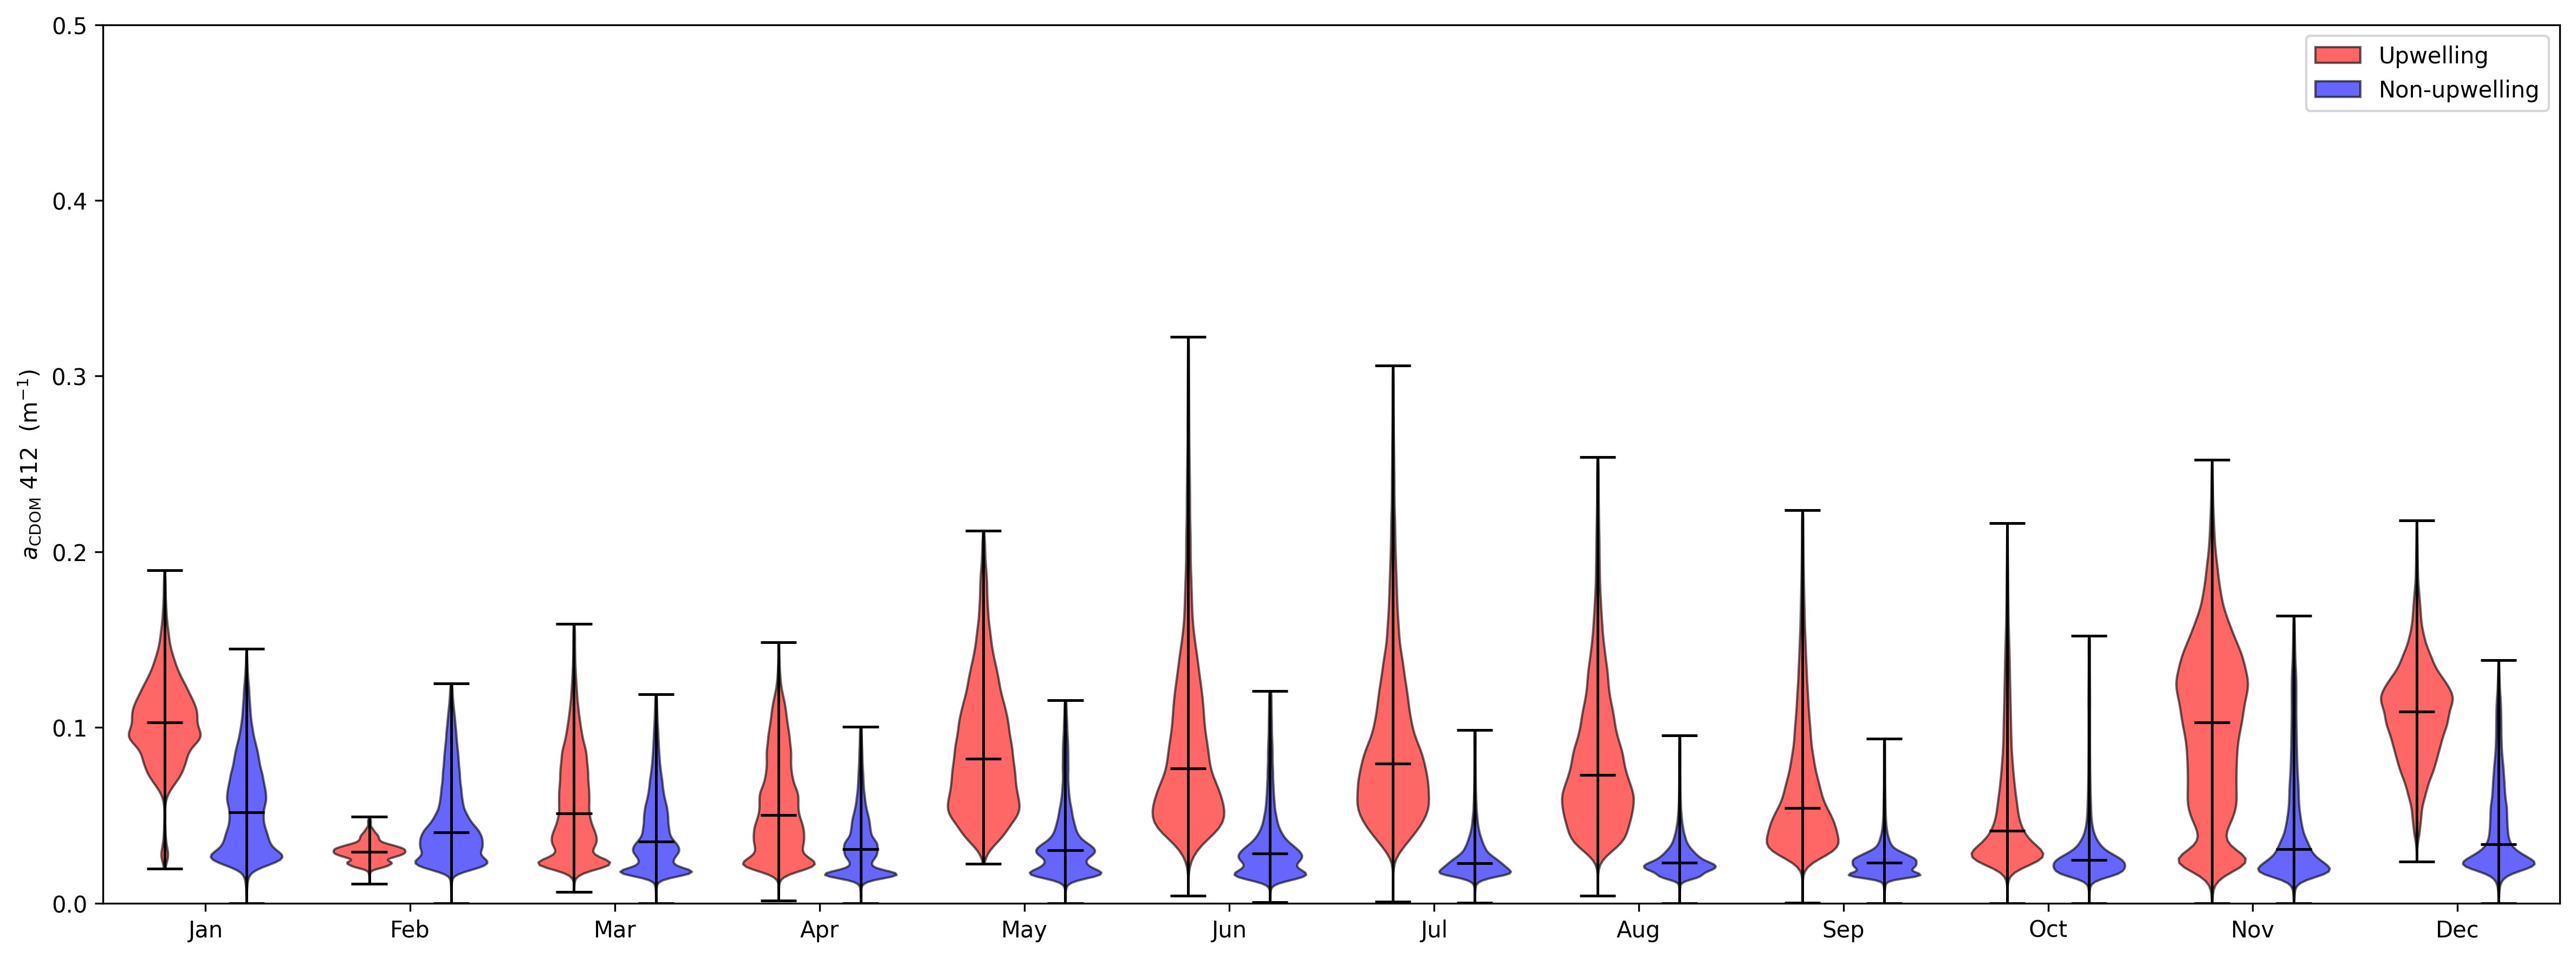 0.5
0.4
0.3
0.2
0.1
0.0
a_CDOM 412 (m⁻¹)
Upwelling
Non-upwelling
Jan Feb Mar Apr May Jun Jul Aug Sep Oct Nov Dec